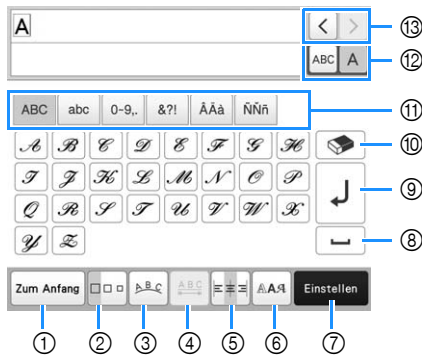 A
< >
⑬
ABC A
⑫
ABC abc 0-9,. &?! ÂÃà ÑÑñ
⑪
A B C D E F G H
⑩
I J K L M N O P
⑨
Q R S T U V W X
Y Z
⑧
Zum Anfang ABC ABC AAA Einstellen
① ② ③ ④ ⑤ ⑥ ⑦